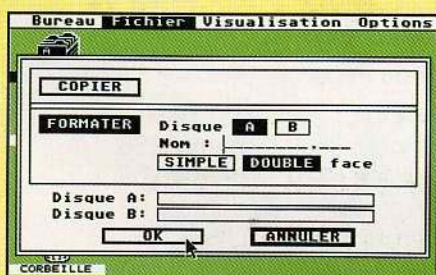 Bureau Fichier Visualisation Options
A
COPIER
FORMATER Disque A B
Nom : ________.___
SIMPLE DOUBLE face
Disque A:
Disque B:
OK ANNULER
CORBEILLE